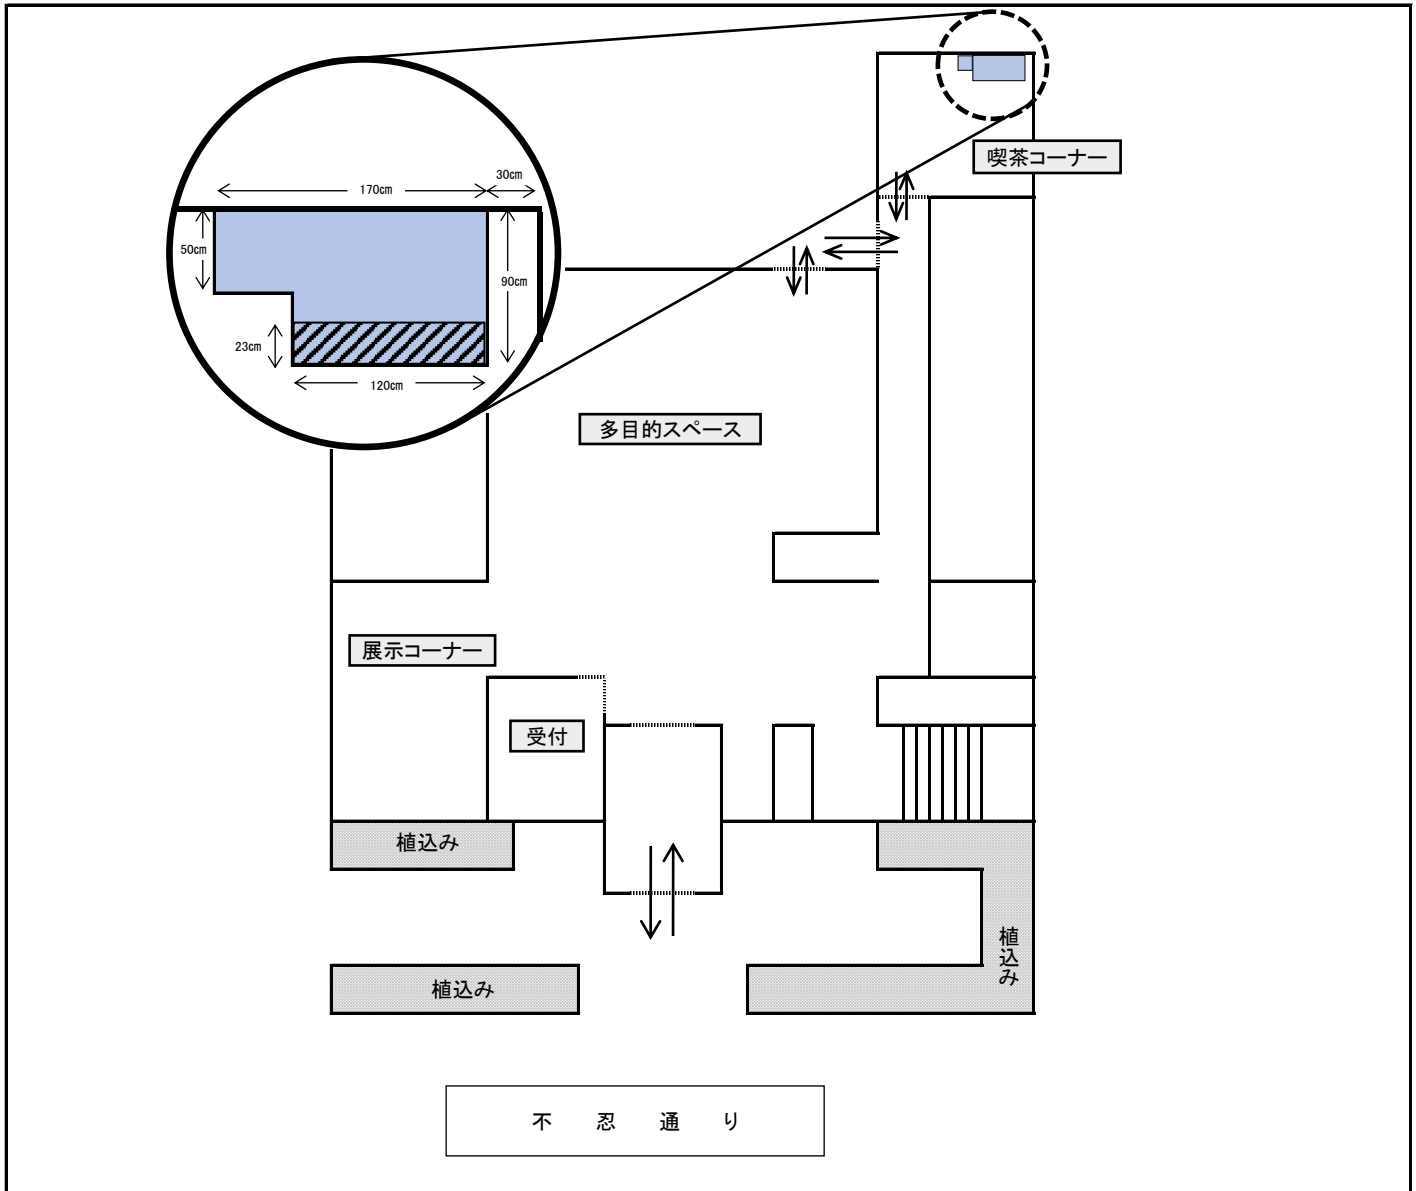 喫茶コーナー
170cm
30cm
50cm
90cm
23cm
120cm
多目的スペース
展示コーナー
受付
植込み
植込み
植込み
不忍通り